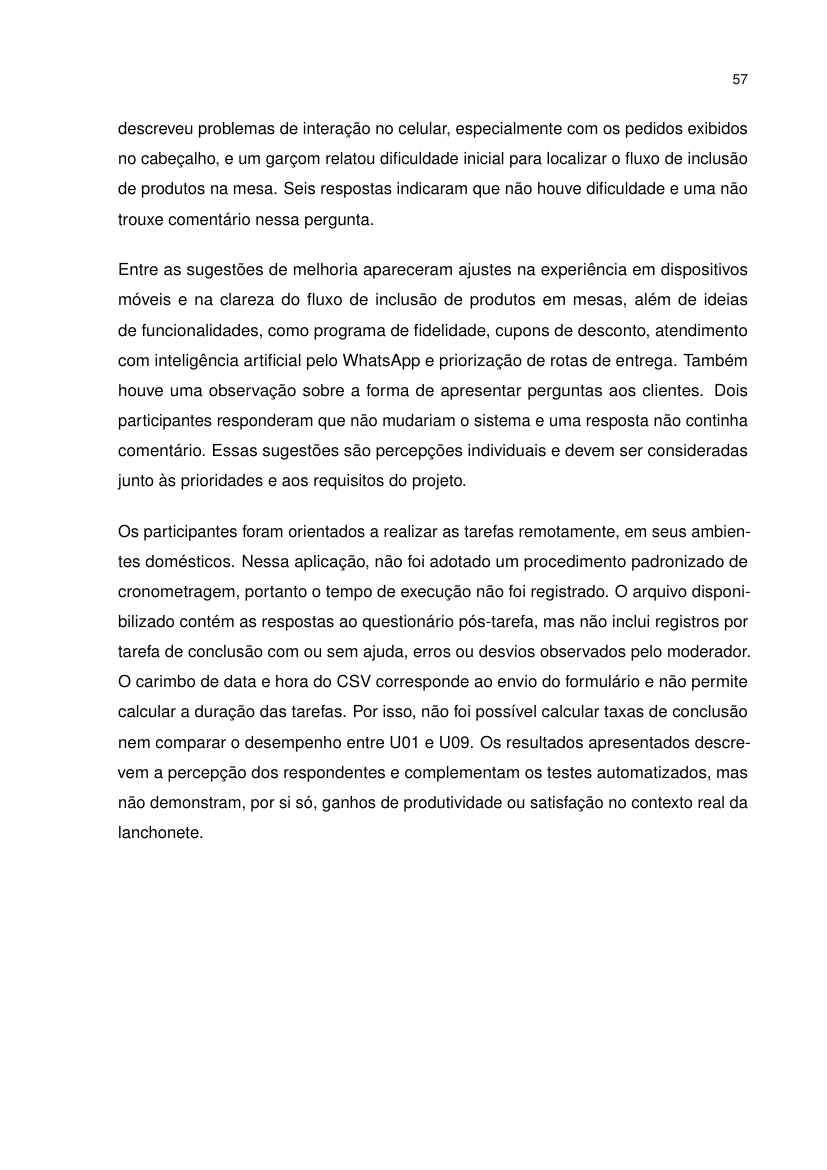 57
descreveu problemas de interação no celular, especialmente com os pedidos exibidos
no cabeçalho, e um garçom relatou dificuldade inicial para localizar o fluxo de inclusão
de produtos na mesa. Seis respostas indicaram que não houve dificuldade e uma não
trouxe comentário nessa pergunta.
Entre as sugestões de melhoria apareceram ajustes na experiência em dispositivos
móveis e na clareza do fluxo de inclusão de produtos em mesas, além de ideias
de funcionalidades, como programa de fidelidade, cupons de desconto, atendimento
com inteligência artificial pelo WhatsApp e priorização de rotas de entrega. Também
houve uma observação sobre a forma de apresentar perguntas aos clientes. Dois
participantes responderam que não mudariam o sistema e uma resposta não continha
comentário. Essas sugestões são percepções individuais e devem ser consideradas
junto às prioridades e aos requisitos do projeto.
Os participantes foram orientados a realizar as tarefas remotamente, em seus ambien-
tes domésticos. Nessa aplicação, não foi adotado um procedimento padronizado de
cronometragem, portanto o tempo de execução não foi registrado. O arquivo disponi-
bilizado contém as respostas ao questionário pós-tarefa, mas não inclui registros por
tarefa de conclusão com ou sem ajuda, erros ou desvios observados pelo moderador.
O carimbo de data e hora do CSV corresponde ao envio do formulário e não permite
calcular a duração das tarefas. Por isso, não foi possível calcular taxas de conclusão
nem comparar o desempenho entre U01 e U09. Os resultados apresentados descre-
vem a percepção dos respondentes e complementam os testes automatizados, mas
não demonstram, por si só, ganhos de produtividade ou satisfação no contexto real da
lanchonete.